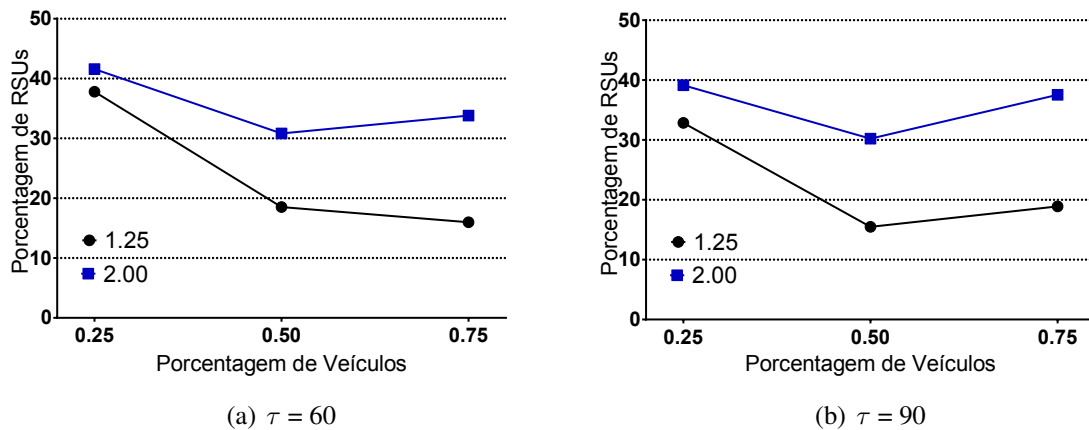 50
40
30
20
10
0
Porcentagem de RSUs
1.25
2.00
0.25 0.50 0.75
Porcentagem de Veículos
(a) τ = 60
50
40
30
20
10
0
Porcentagem de RSUs
1.25
2.00
0.25 0.50 0.75
Porcentagem de Veículos
(b) τ = 90